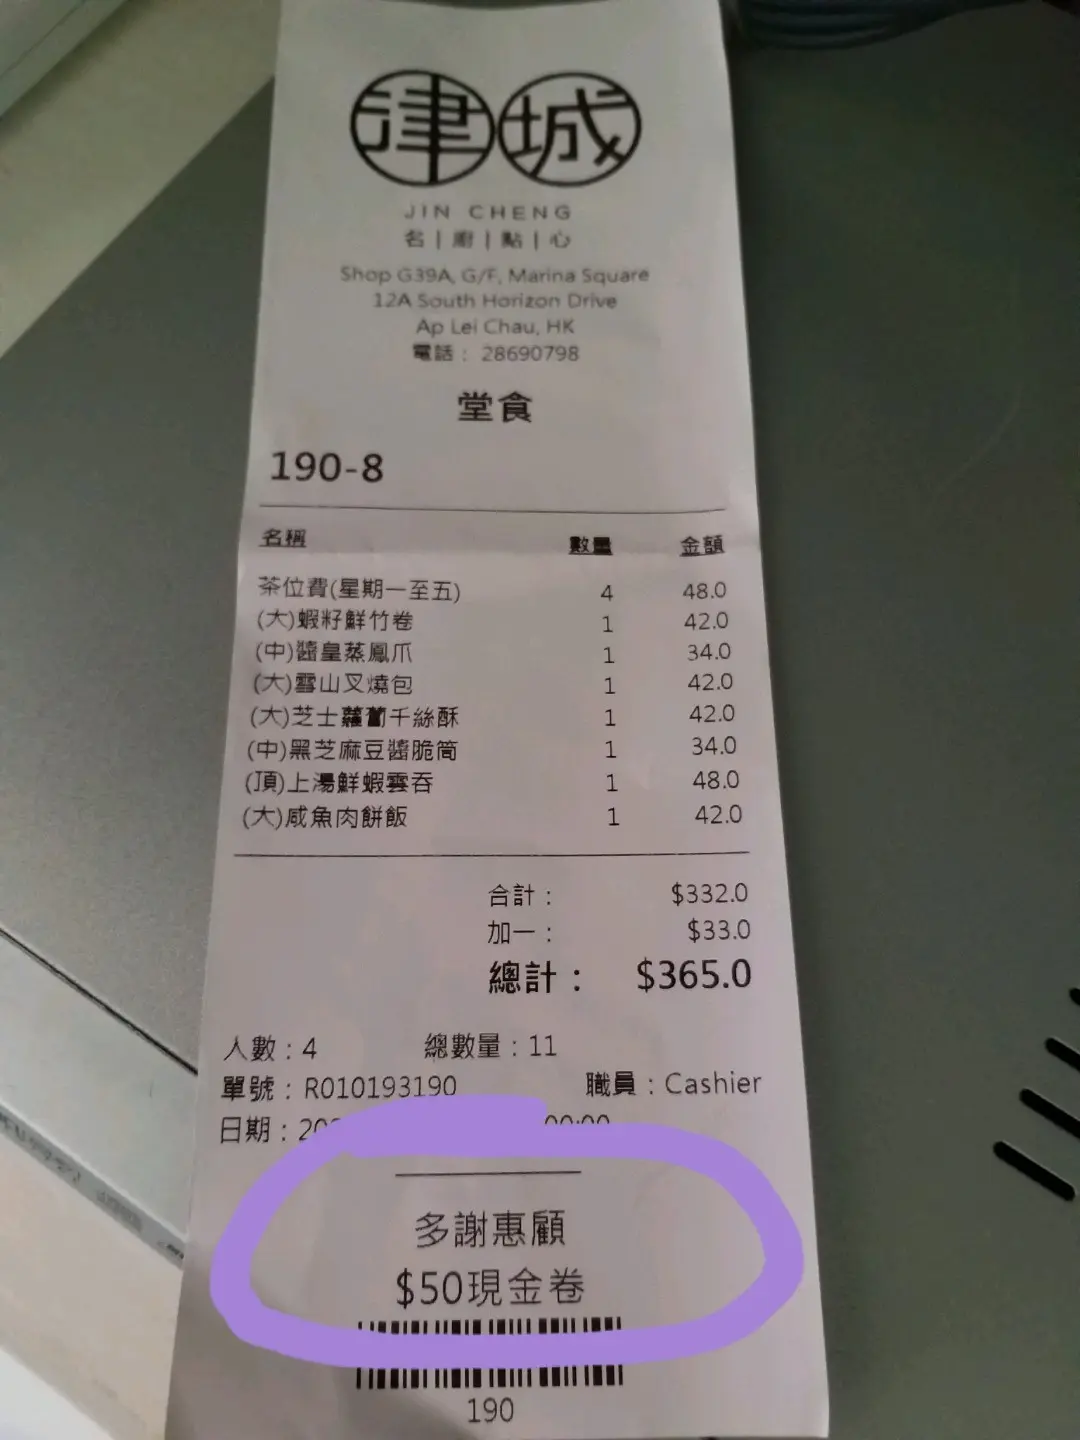 津城
JIN CHENG
名 | 廚 | 點 | 心
Shop G39A, G/F, Marina Square
12A South Horizon Drive
Ap Lei Chau, HK
電話： 28690798
堂食
190-8
名稱 數量 金額
茶位費(星期一至五) 4 48.0
(大)蝦籽鮮竹卷 1 42.0
(中)醬皇蒸鳳爪 1 34.0
(大)雪山叉燒包 1 42.0
(大)芝士蘿蔔千絲酥 1 42.0
(中)黑芝麻豆醬脆筒 1 34.0
(頂)上湯鮮蝦雲吞 1 48.0
(大)咸魚肉餅飯 1 42.0
合計： $332.0
加一： $33.0
總計： $365.0
人數：4 總數量：11
單號：R010193190 職員：Cashier
日期：
多謝惠顧
$50現金卷
190